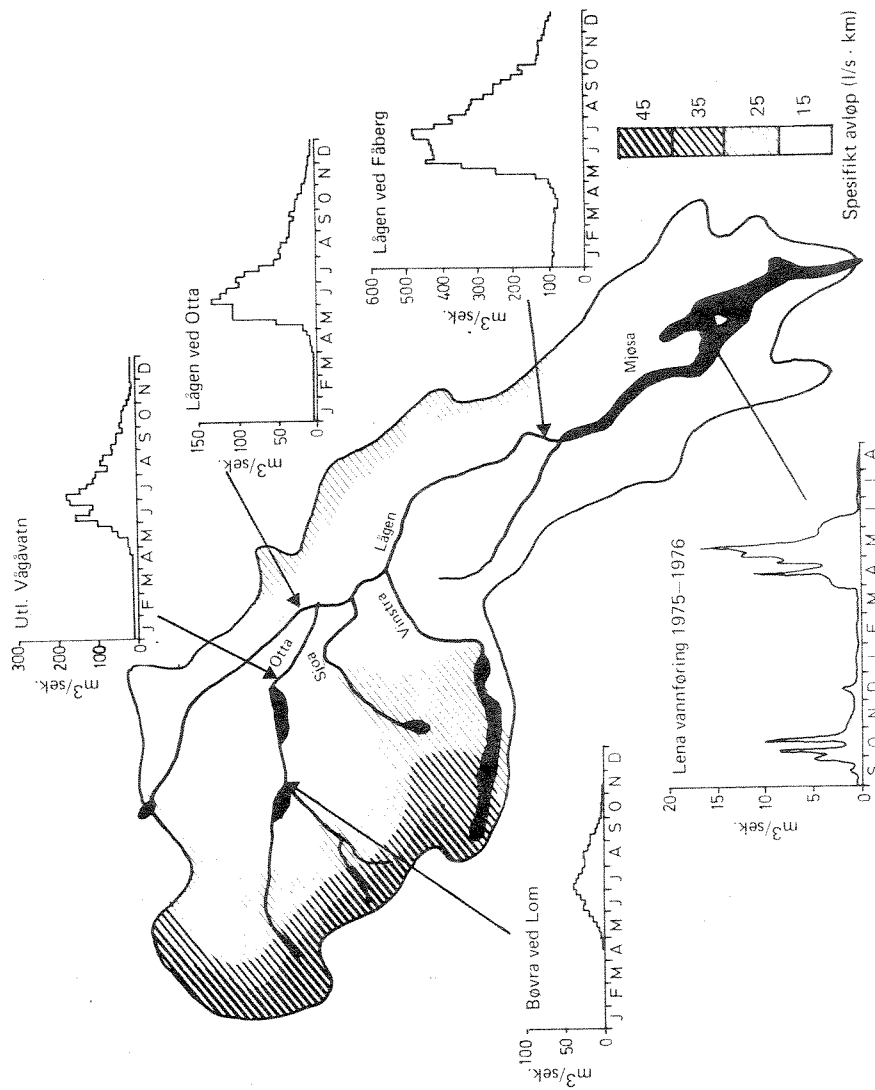 Utl. Vågåvatn
m3/sek.
300
200
100
0
J F M A M J J A S O N D
Lågen ved Otta
m3/sek.
150
100
50
0
J F M A M J J A S O N D
Lågen ved Fåberg
m3/sek.
600
500
400
300
200
100
0
J F M A M J J A S O N D
Otta
Sjoa
Vinstra
Lågen
Mjøsa
Bøvra ved Lom
m3/sek.
100
50
0
J F M A M J J A S O N D
Lena vannføring 1975–1976
m3/sek.
20
15
10
5
0
S O N D J F M A M J J A
45
35
25
15
Spesifikt avløp (l/s · km)